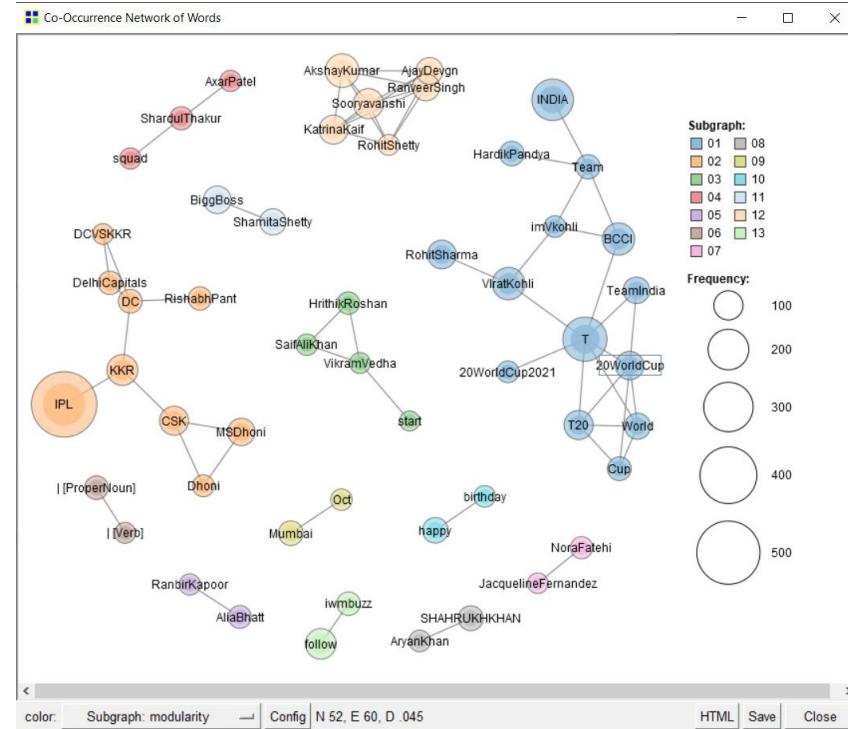 Co-Occurrence Network of Words
AxarPatel
ShardulThakur
squad
AkshayKumar
AjayDevgn
RanveerSingh
Sooryavanshi
KatrinaKaif
RohitShetty
INDIA
HardikPandya
Team
imVkohli
BCCI
RohitSharma
VIratKohli
TeamIndia
T
20WorldCup2021
20WorldCup
T20
World
Cup
BiggBoss
ShamitaShetty
DCVSKKR
DelhiCapitals
DC
RishabhPant
KKR
IPL
CSK
MSDhoni
Dhoni
HrithikRoshan
SaifAliKhan
VikramVedha
start
| [ProperNoun]
| [Verb]
Oct
Mumbai
birthday
happy
NoraFatehi
JacquelineFernandez
RanbirKapoor
AliaBhatt
iwmbuzz
follow
SHAHRUKHKHAN
AryanKhan
Subgraph:
01 08
02 09
03 10
04 11
05 12
06 13
07
Frequency:
100
200
300
400
500
color: Subgraph: modularity Config N 52, E 60, D .045 HTML Save Close